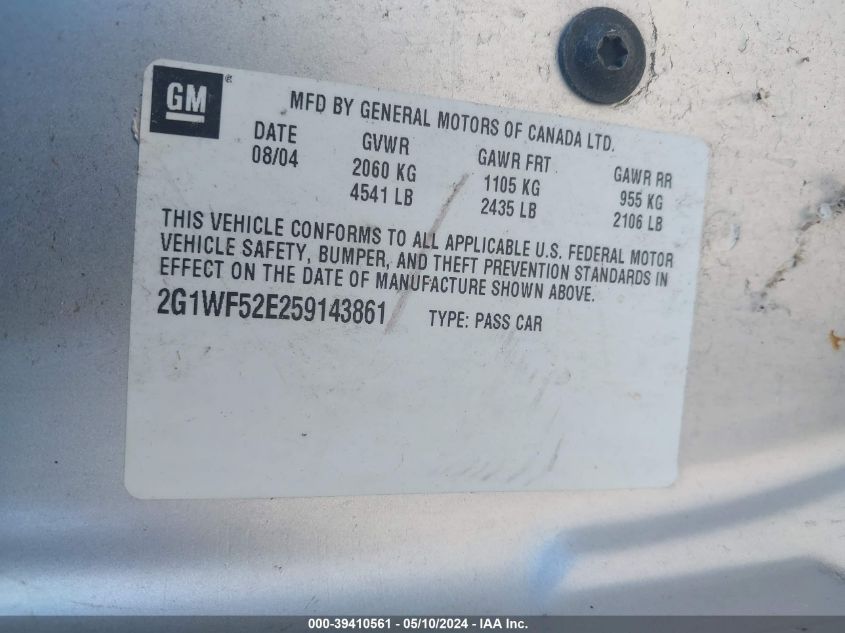 GM ®
MFD BY GENERAL MOTORS OF CANADA LTD.
DATE GVWR GAWR FRT GAWR RR
08/04 2060 KG 1105 KG 955 KG
4541 LB 2435 LB 2106 LB
THIS VEHICLE CONFORMS TO ALL APPLICABLE U.S. FEDERAL MOTOR
VEHICLE SAFETY, BUMPER, AND THEFT PREVENTION STANDARDS IN
EFFECT ON THE DATE OF MANUFACTURE SHOWN ABOVE.
2G1WF52E259143861 TYPE: PASS CAR
000-39410561 - 05/10/2024 - IAA Inc.